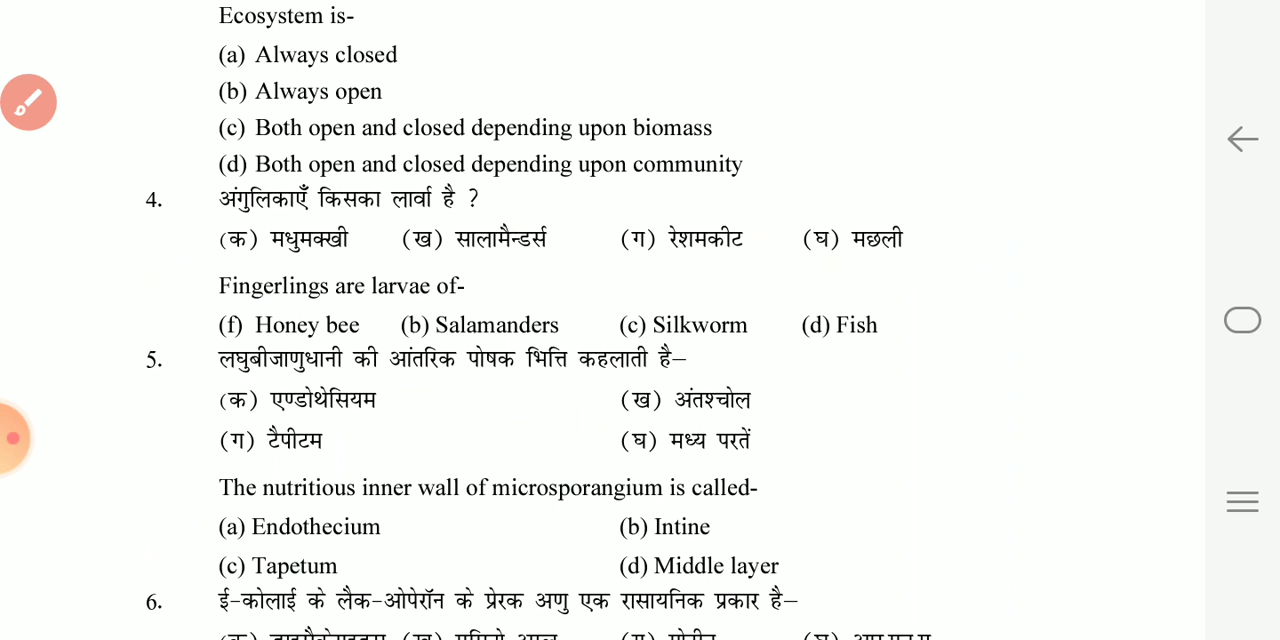 Ecosystem is-
(a) Always closed
(b) Always open
(c) Both open and closed depending upon biomass
(d) Both open and closed depending upon community
4. अंगुलिकाएँ किसका लार्वा है ?
(क) मधुमक्खी (ख) सालामैन्डर्स (ग) रेशमकीट (घ) मछली
Fingerlings are larvae of-
(f) Honey bee (b) Salamanders (c) Silkworm (d) Fish
5. लघुबीजाणुधानी की आंतरिक पोषक भित्ति कहलाती है–
(क) एण्डोथेसियम (ख) अंतश्चोल
(ग) टैपीटम (घ) मध्य परतें
The nutritious inner wall of microsporangium is called-
(a) Endothecium (b) Intine
(c) Tapetum (d) Middle layer
6. ई-कोलाई के लैक-ओपेरॉन के प्रेरक अणु एक रासायनिक प्रकार है–